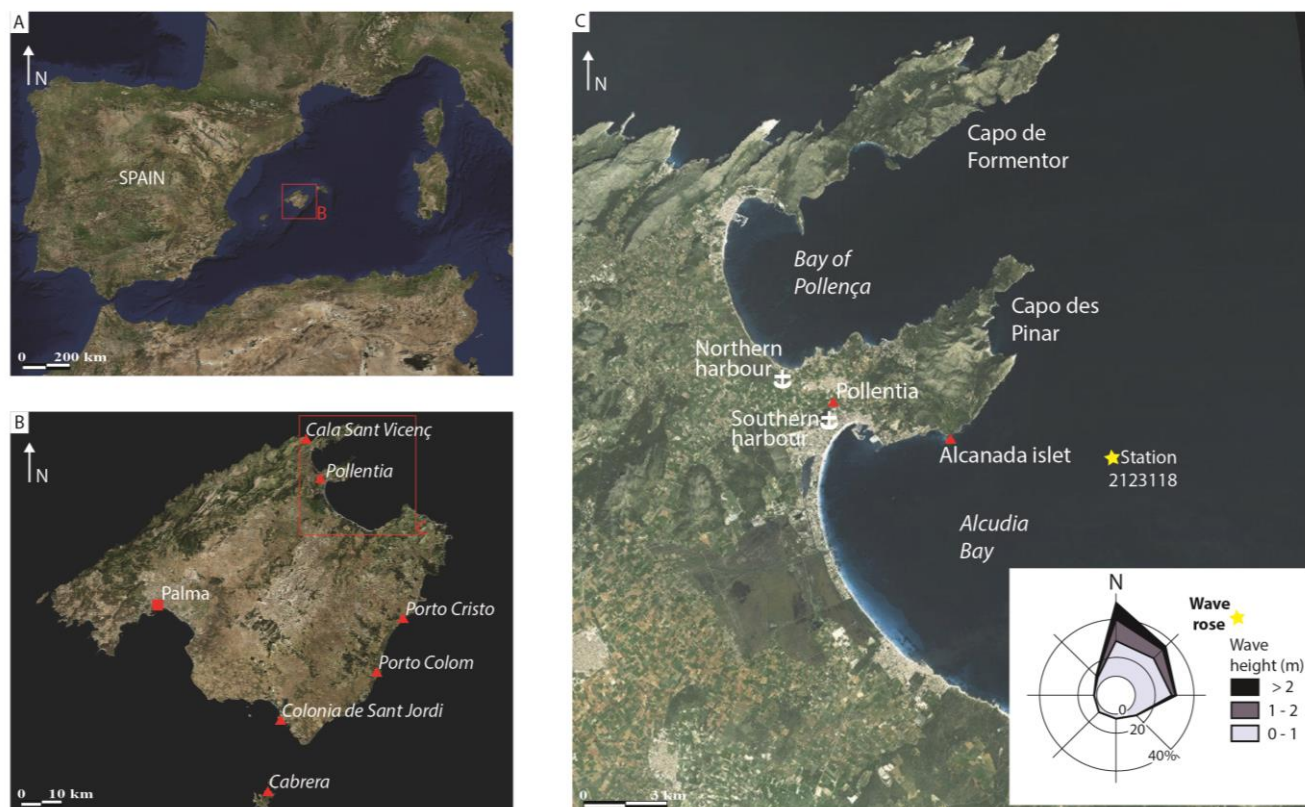 A
N
SPAIN
B
0 200 km
B
N
Cala Sant Vicenç
Pollentia
C
Palma
Porto Cristo
Porto Colom
Colonia de Sant Jordi
Cabrera
0 10 km
C
N
Capo de
Formentor
Bay of
Pollença
Capo des
Pinar
Northern
harbour
Pollentia
Southern
harbour
Alcanada islet
Station
2123118
Alcudia
Bay
N
Wave
rose
Wave
height (m)
> 2
1 - 2
0 - 1
0
20
40%
0 3 km